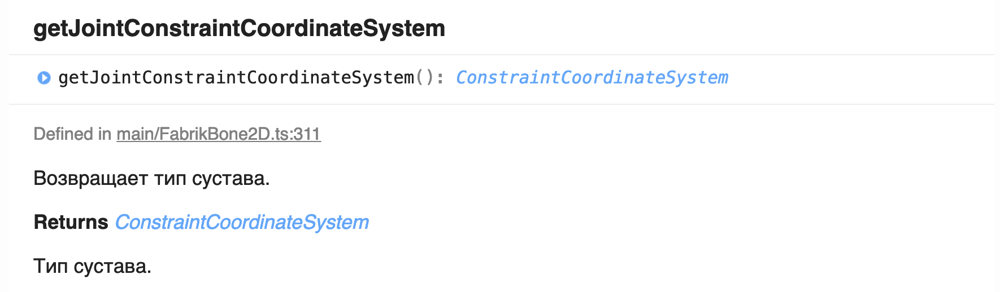 getJointConstraintCoordinateSystem
getJointConstraintCoordinateSystem(): ConstraintCoordinateSystem
Defined in main/FabrikBone2D.ts:311
Возвращает тип сустава.
Returns ConstraintCoordinateSystem
Тип сустава.